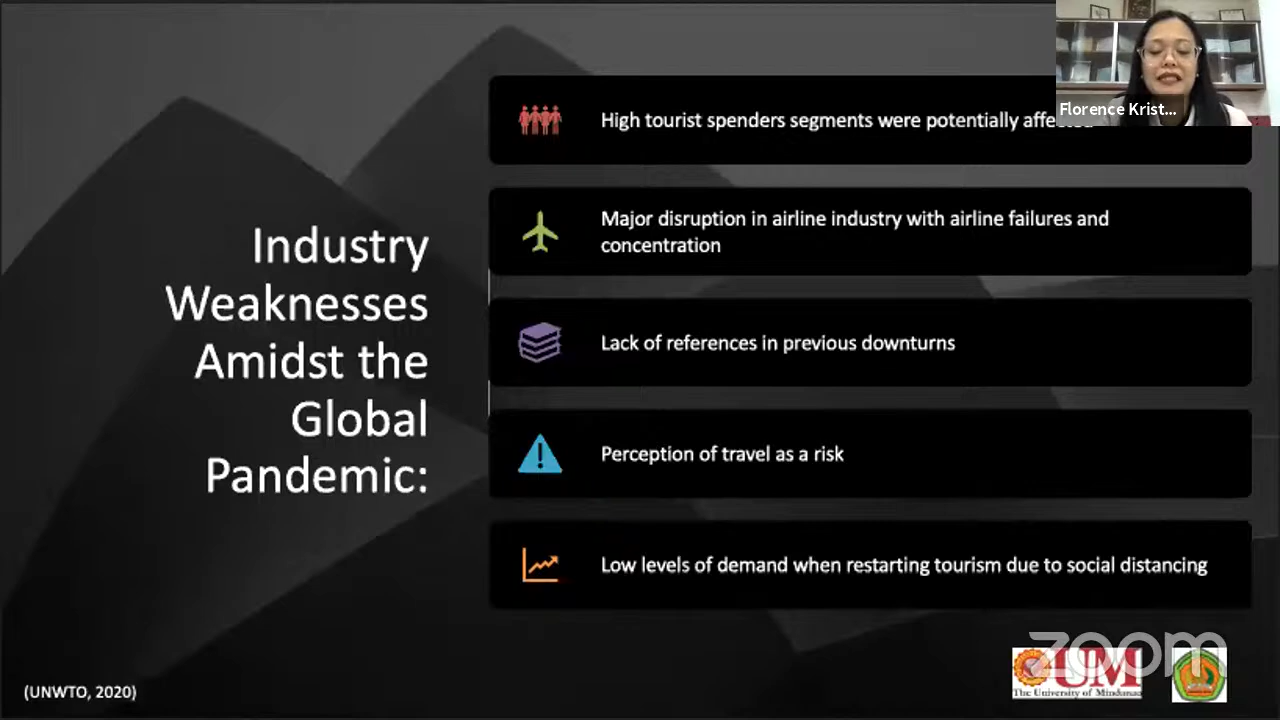 Florence Krist...
High tourist spenders segments were potentially affected
Major disruption in airline industry with airline failures and
concentration
Industry
Weaknesses
Amidst the
Global
Pandemic:
Lack of references in previous downturns
Perception of travel as a risk
Low levels of demand when restarting tourism due to social distancing
zoom
UM
The University of Mindanao
(UNWTO, 2020)